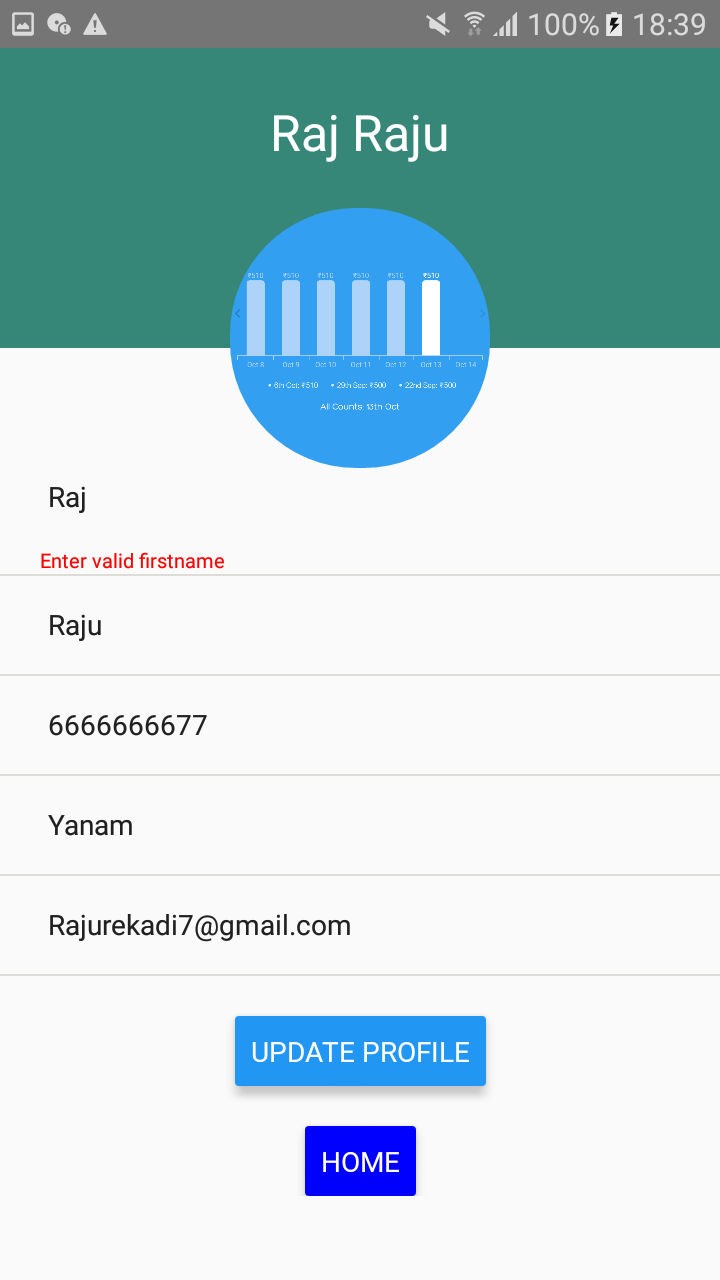 100% 18:39
Raj Raju
₹510 ₹510 ₹510 ₹510 ₹510 ₹510
Oct 8 Oct 9 Oct 10 Oct 11 Oct 12 Oct 13 Oct 14
• 6th Oct: ₹510 • 29th Sep: ₹500 • 22nd Sep: ₹500
All Counts: 13th Oct
Raj
Enter valid firstname
Raju
6666666677
Yanam
Rajurekadi7@gmail.com
UPDATE PROFILE
HOME